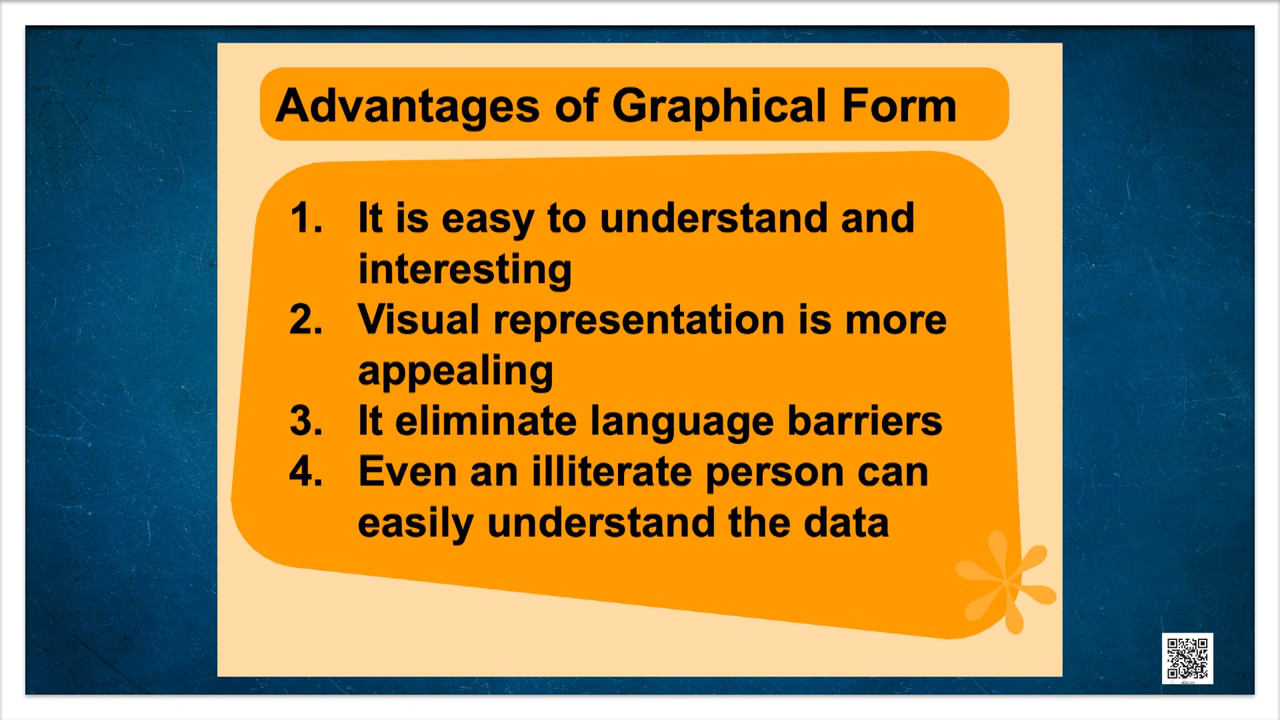 Advantages of Graphical Form
1. It is easy to understand and
interesting
2. Visual representation is more
appealing
3. It eliminate language barriers
4. Even an illiterate person can
easily understand the data